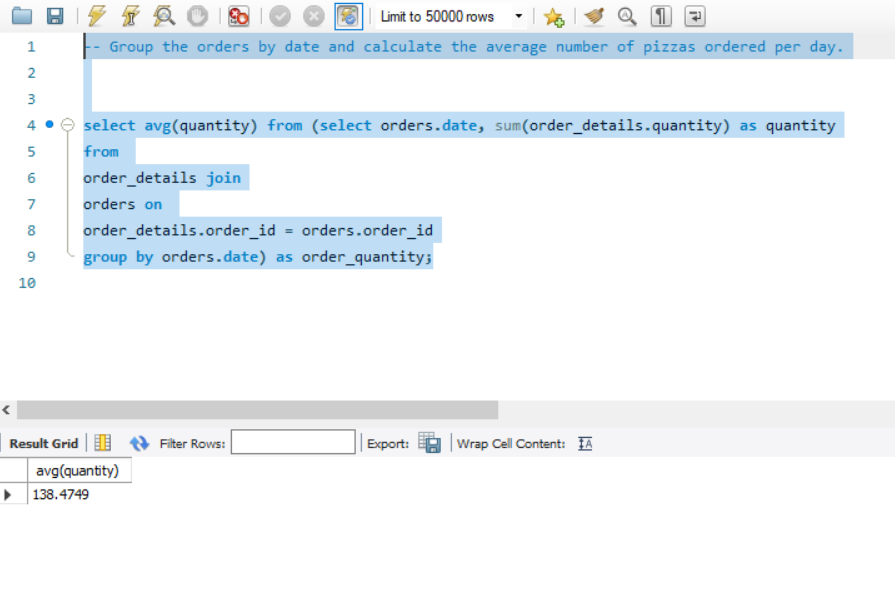 Limit to 50000 rows
1 -- Group the orders by date and calculate the average number of pizzas ordered per day.
2
3
4 select avg(quantity) from (select orders.date, sum(order_details.quantity) as quantity
5 from
6 order_details join
7 orders on
8 order_details.order_id = orders.order_id
9 group by orders.date) as order_quantity;
10
Result Grid Filter Rows: Export: Wrap Cell Content: IA
avg(quantity)
138.4749